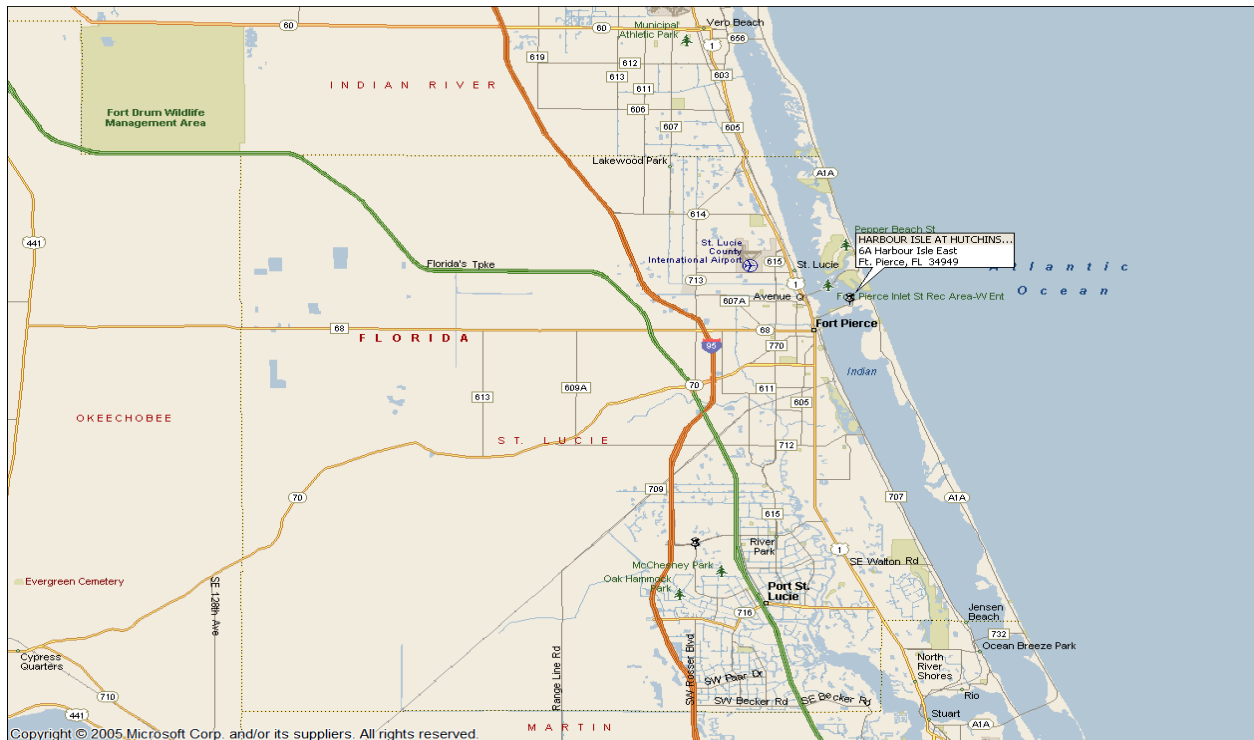 60
60
Municipal
Athletic Park
Vero Beach
656
1
619
612
603
613
611
INDIAN RIVER
Fort Drum Wildlife
Management Area
606
607
605
Lakewood Park
A1A
614
441
Pepper Beach St
HARBOUR ISLE AT HUTCHINS...
6A Harbour Isle East
Ft. Pierce, FL 34949
St. Lucie
County
International Airport
615
St. Lucie
Florida's Tpke
713
1
Atlantic
Ocean
607A
Avenue Q
Fort Pierce Inlet St Rec Area-W Ent
68
FLORIDA
68
Fort Pierce
95
770
Indian
70
613
609A
611
605
OKEECHOBEE
ST. LUCIE
712
70
709
707
A1A
615
River
Park
1
SE Walton Rd
McChesney Park
Oak Hammock
Park
Evergreen Cemetery
Port St.
Lucie
SE 128th Ave
716
Jensen
Beach
732
Ocean Breeze Park
Cypress
Quarters
Range Line Rd
SW Rosser Blvd
SW Paar Dr
North
River
Shores
710
SW Becker Rd
SE Becker Rd
Rio
441
MARTIN
Stuart
A1A
Copyright © 2005 Microsoft Corp. and/or its suppliers. All rights reserved.